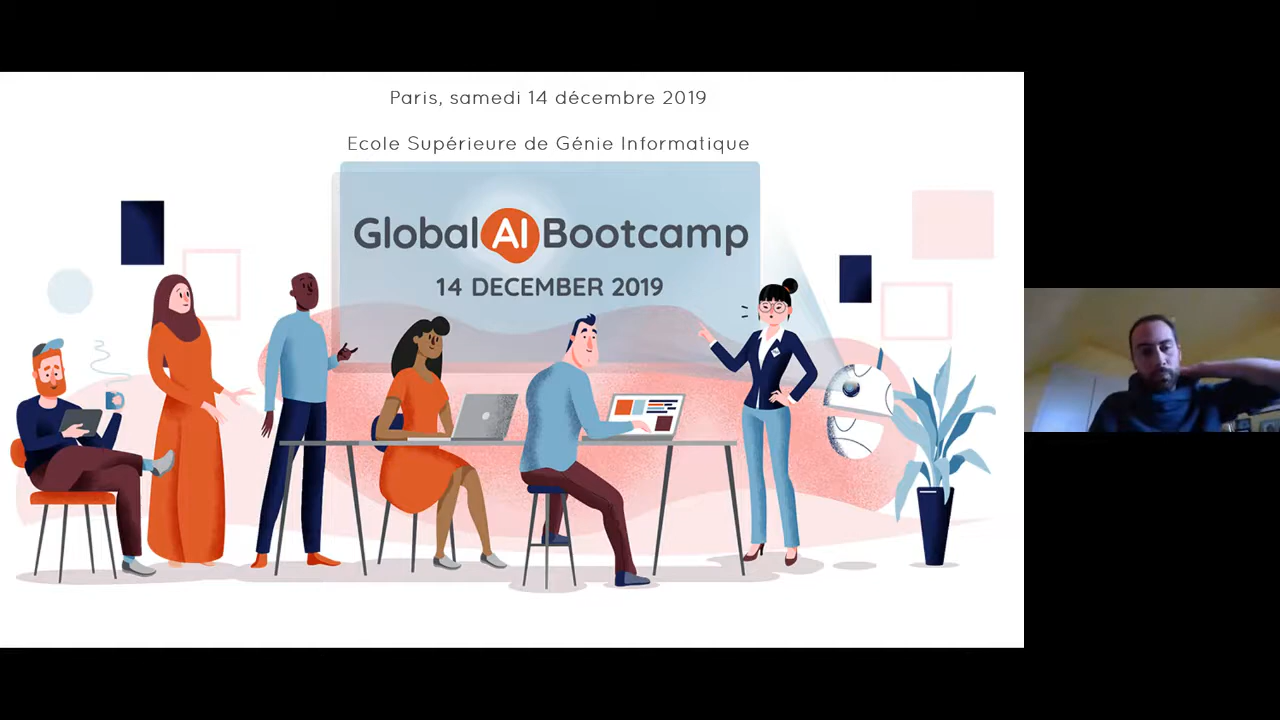 Paris, samedi 14 décembre 2019
Ecole Supérieure de Génie Informatique
Global AI Bootcamp
14 DECEMBER 2019